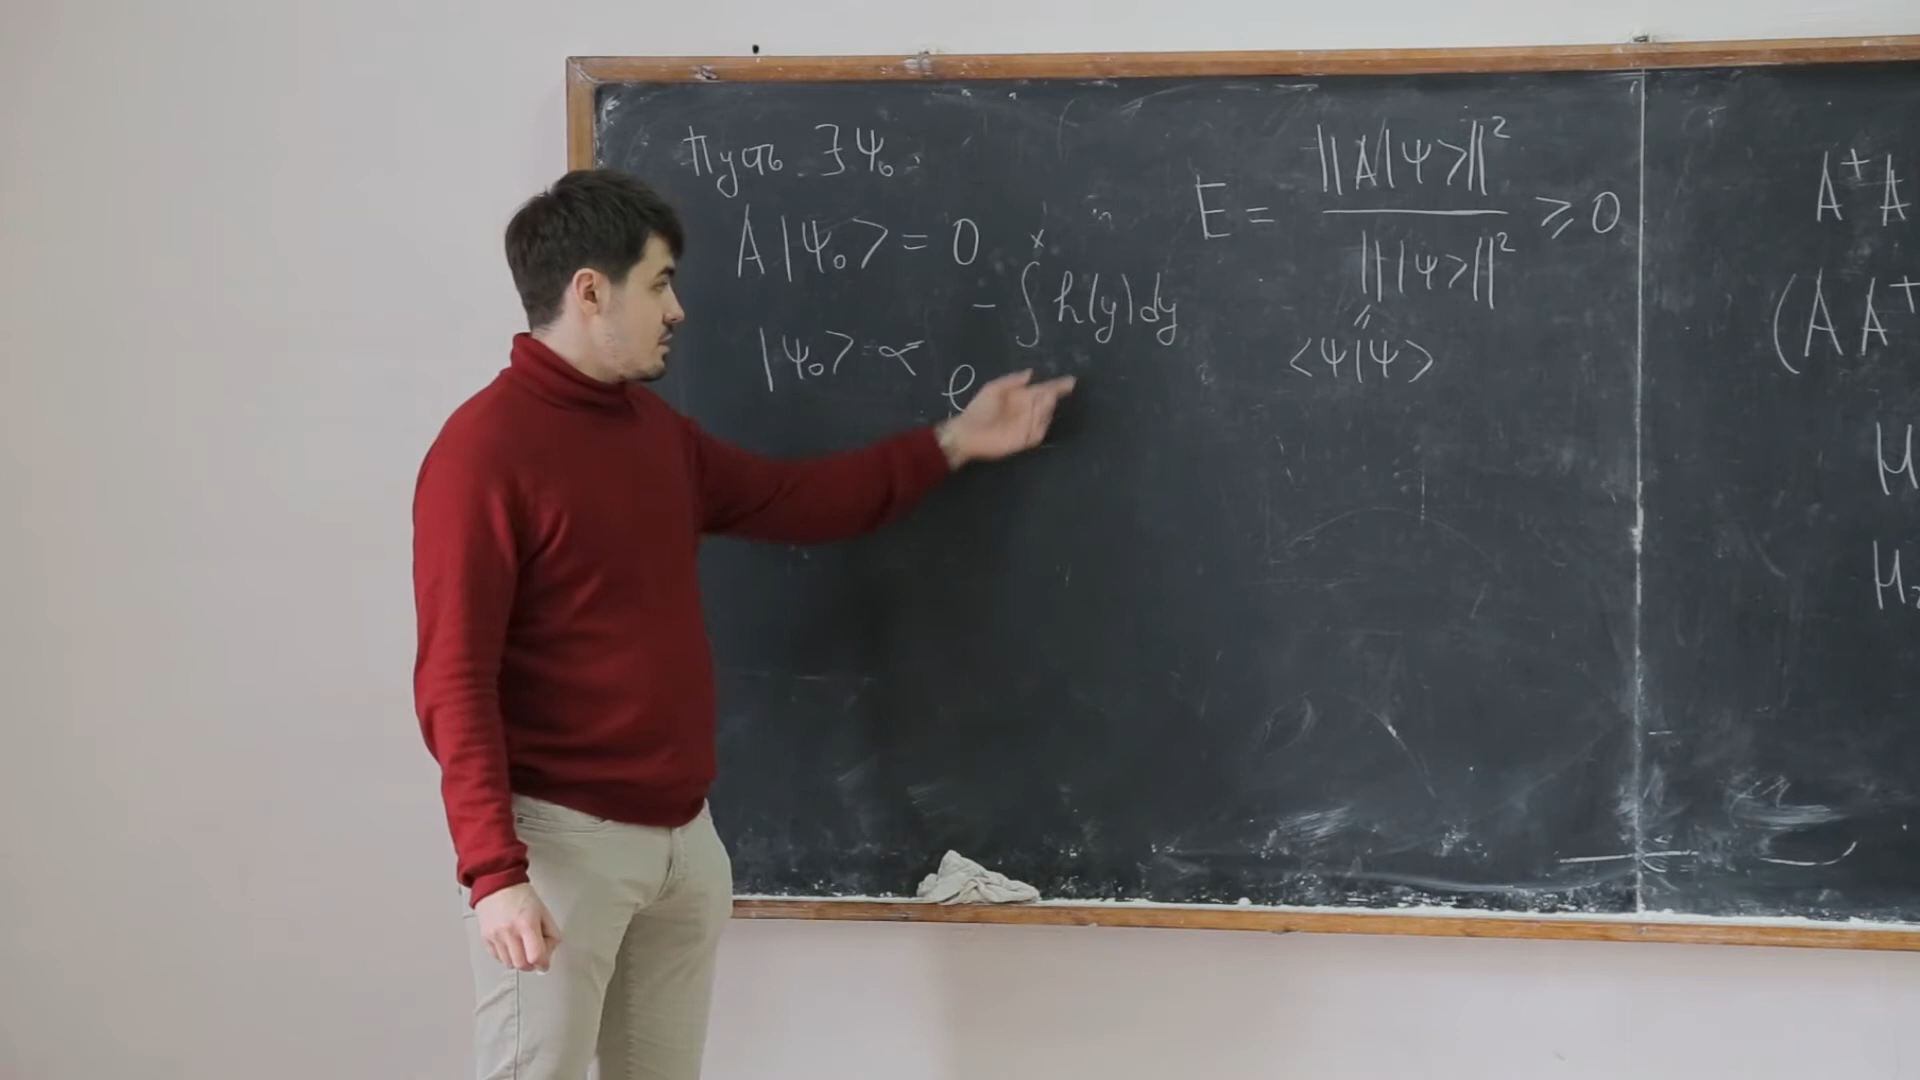 Пусть ∃ Ψ₀
A|Ψ₀> = 0
|Ψ₀> ∝ e^{-∫^x h(y)dy}
E = || A|Ψ>||² / || |Ψ>||² ≥ 0
<Ψ|Ψ>
A⁺A
(AA⁺